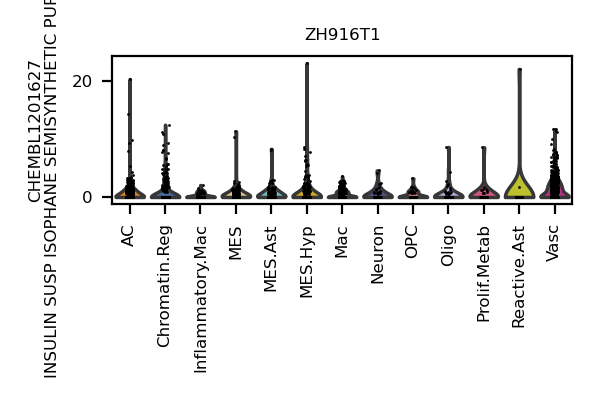 ZH916T1
CHEMBL1201627
INSULIN SUSP ISOPHANE SEMISYNTHETIC
20
0
AC
Chromatin.Reg
Inflammatory.Mac
MES
MES.Ast
MES.Hyp
Mac
Neuron
OPC
Oligo
Prolif.Metab
Reactive.Ast
Vasc